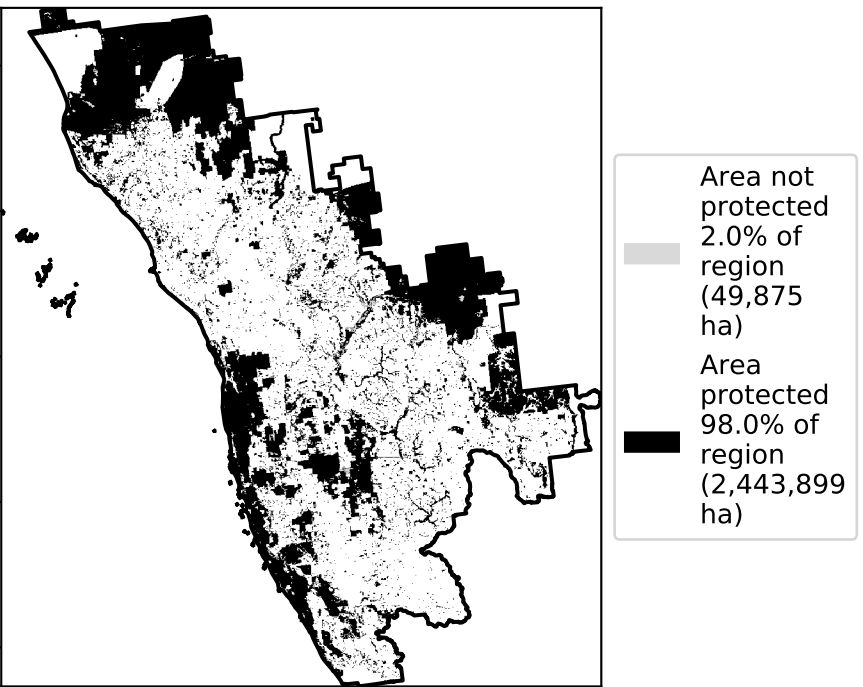 Area not
protected
2.0% of
region
(49,875
ha)
Area
protected
98.0% of
region
(2,443,899
ha)